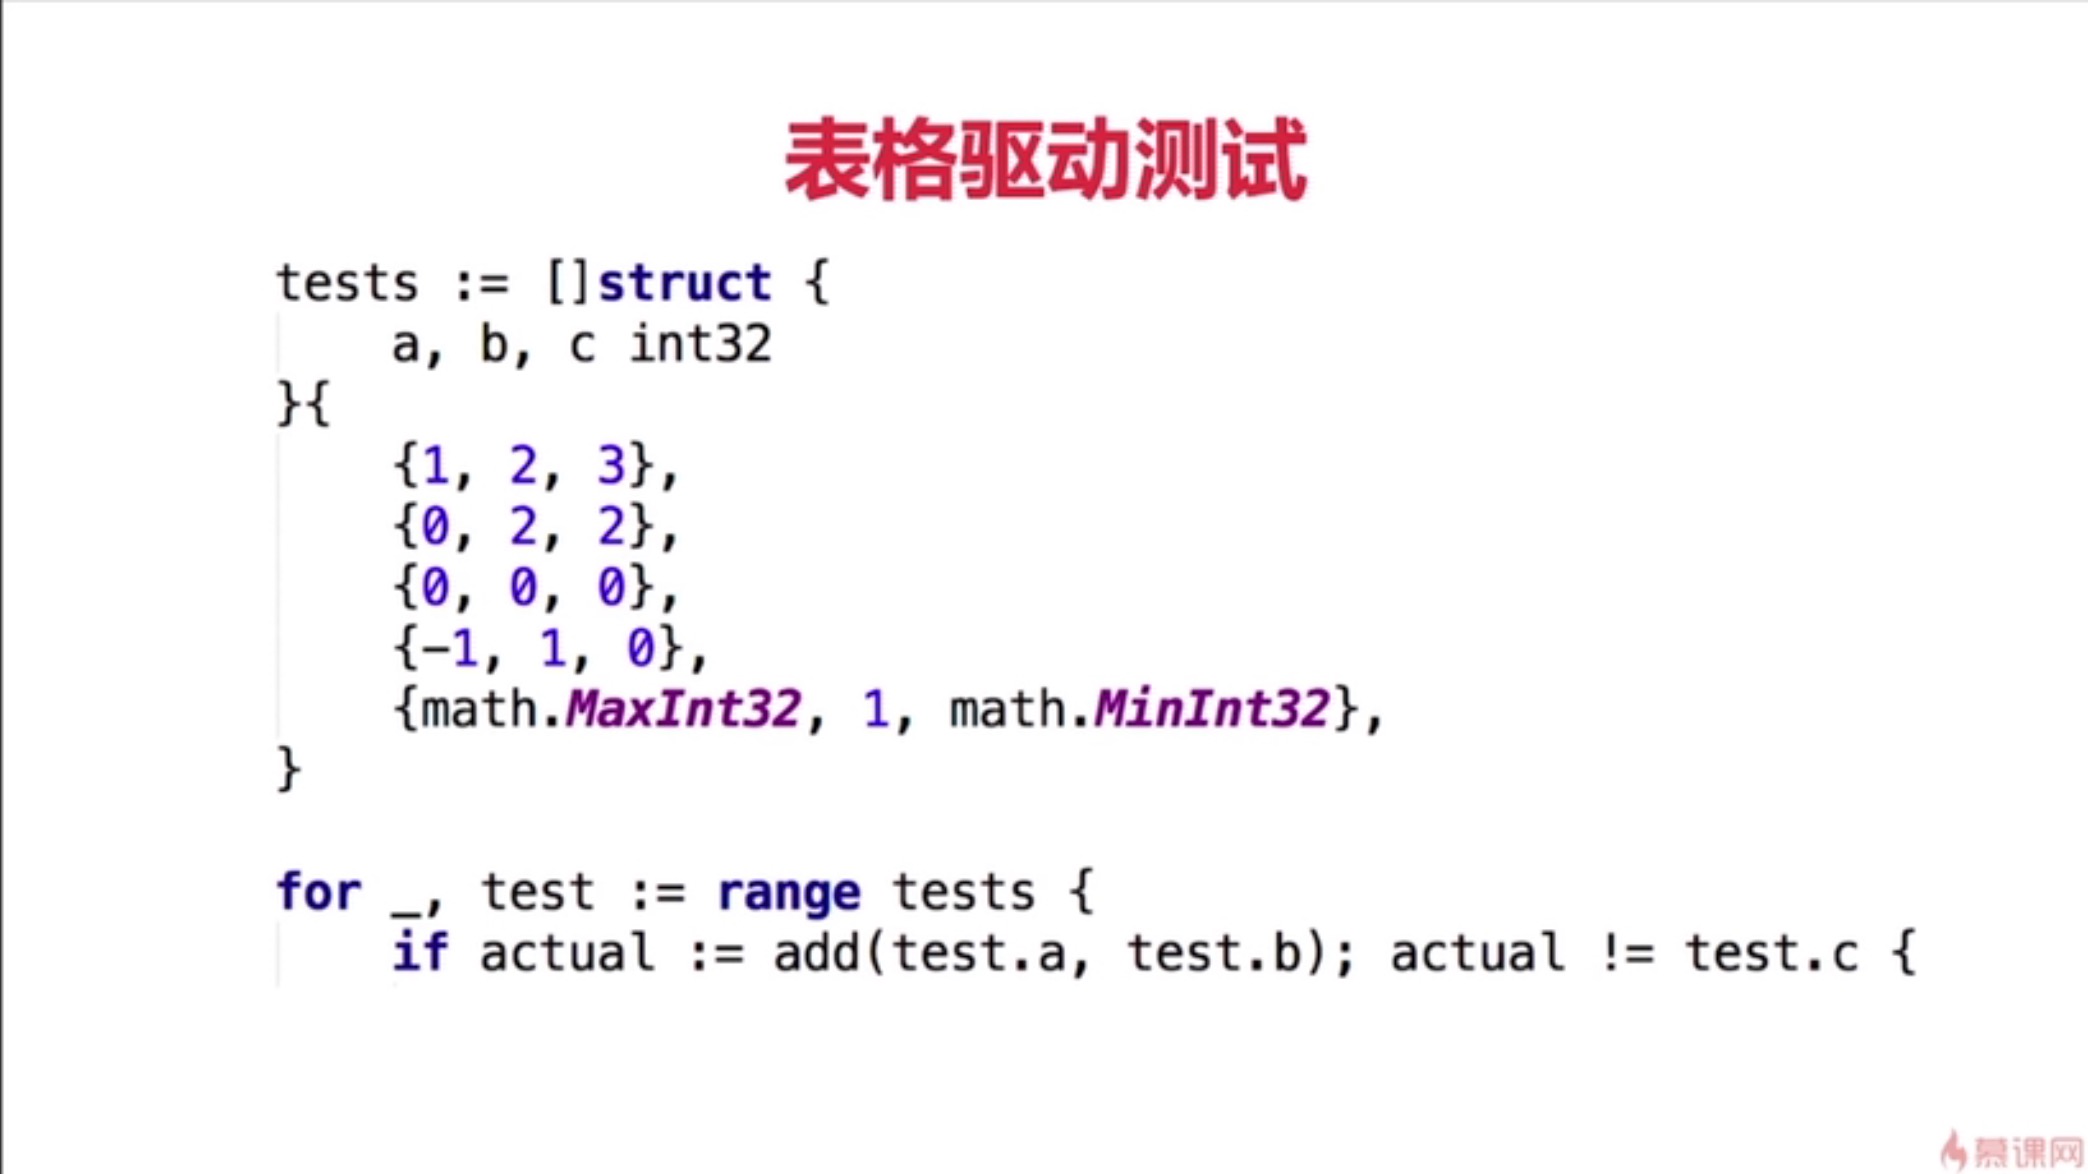 表格驱动测试
tests := []struct {
    a, b, c int32
}{
    {1, 2, 3},
    {0, 2, 2},
    {0, 0, 0},
    {-1, 1, 0},
    {math.MaxInt32, 1, math.MinInt32},
}
for _, test := range tests {
    if actual := add(test.a, test.b); actual != test.c {
慕课网